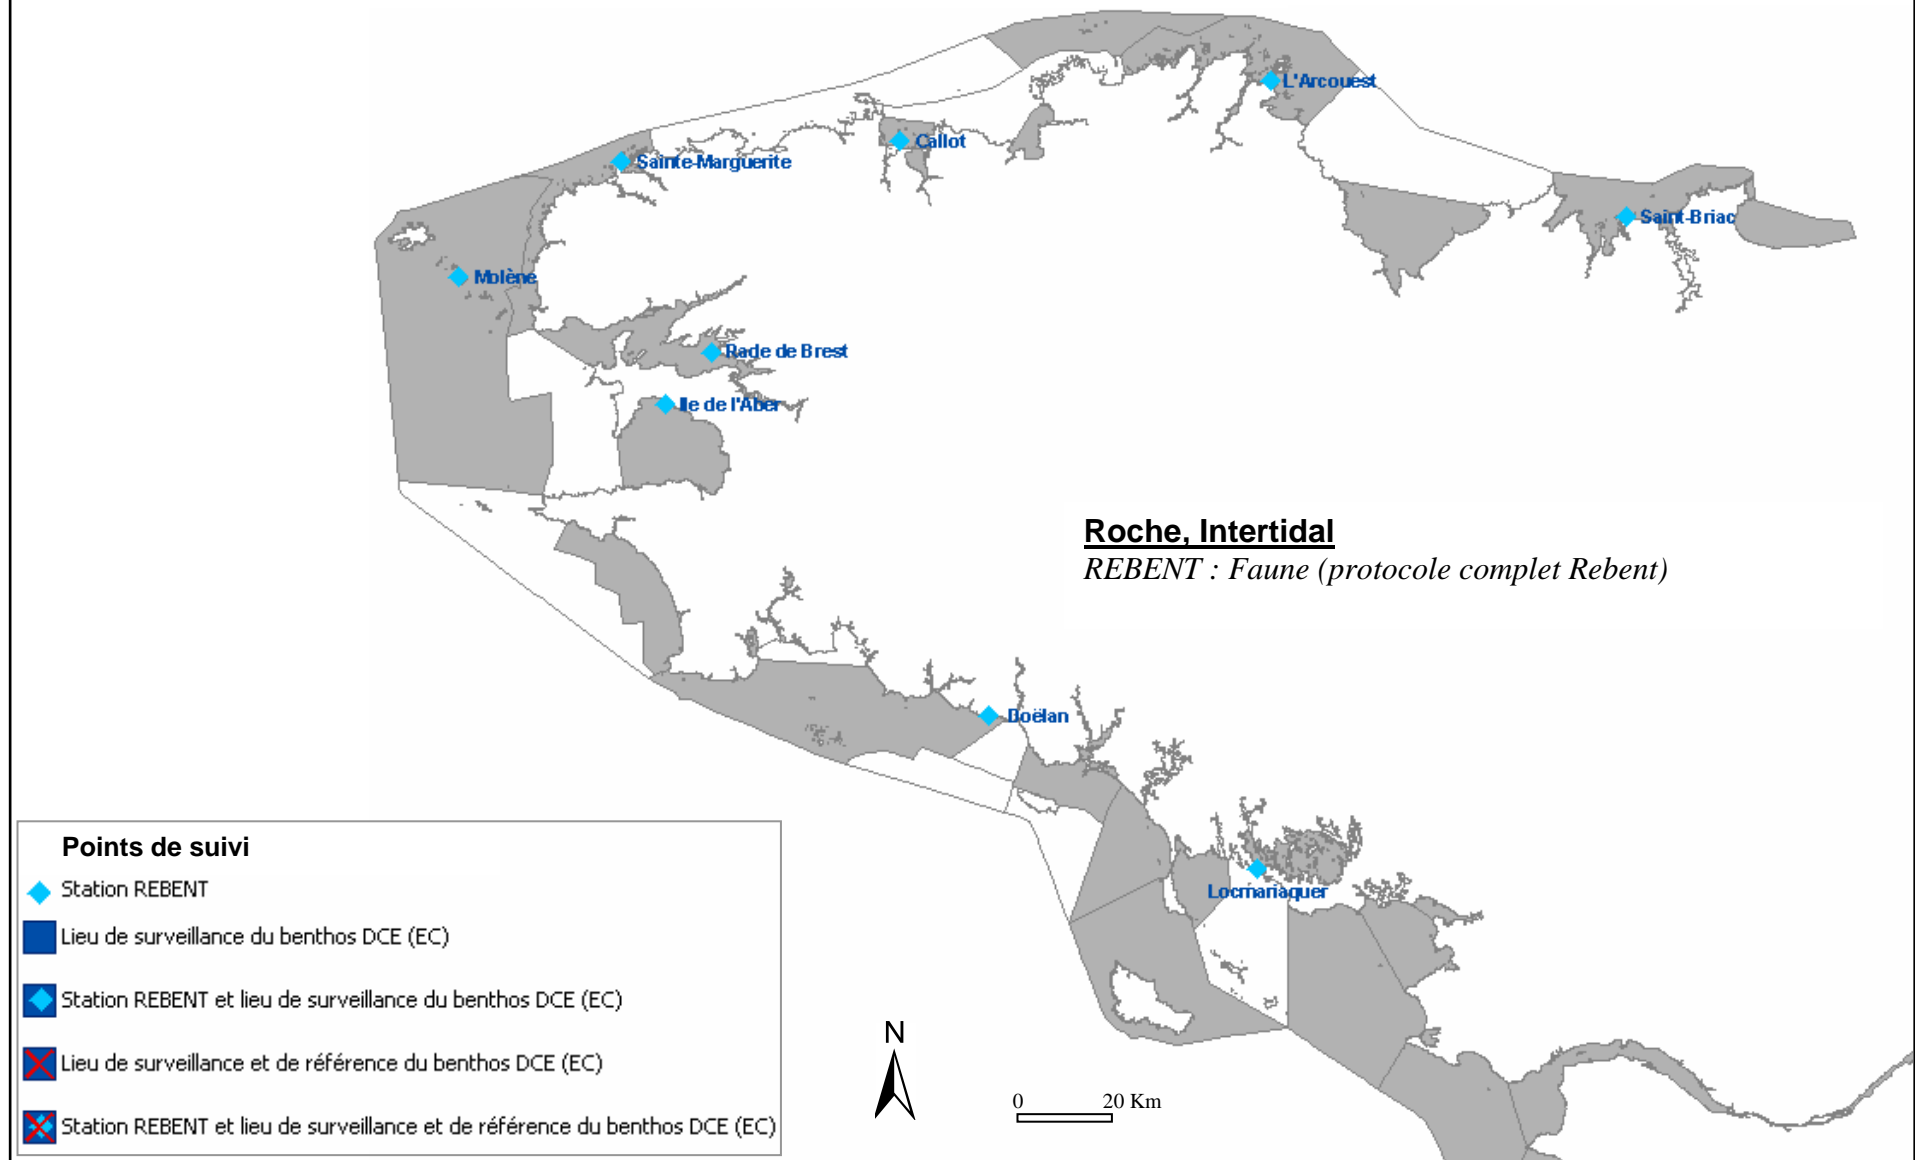 L'Arcouest
Callot
Sainte-Marguerite
Saint-Briac
Molène
Rade de Brest
Ile de l'Aber
Roche, Intertidal
REBENT : Faune (protocole complet Rebent)
Doëlan
Locmariaquer
Points de suivi
Station REBENT
Lieu de surveillance du benthos DCE (EC)
Station REBENT et lieu de surveillance du benthos DCE (EC)
Lieu de surveillance et de référence du benthos DCE (EC)
Station REBENT et lieu de surveillance et de référence du benthos DCE (EC)
N
0 20 Km